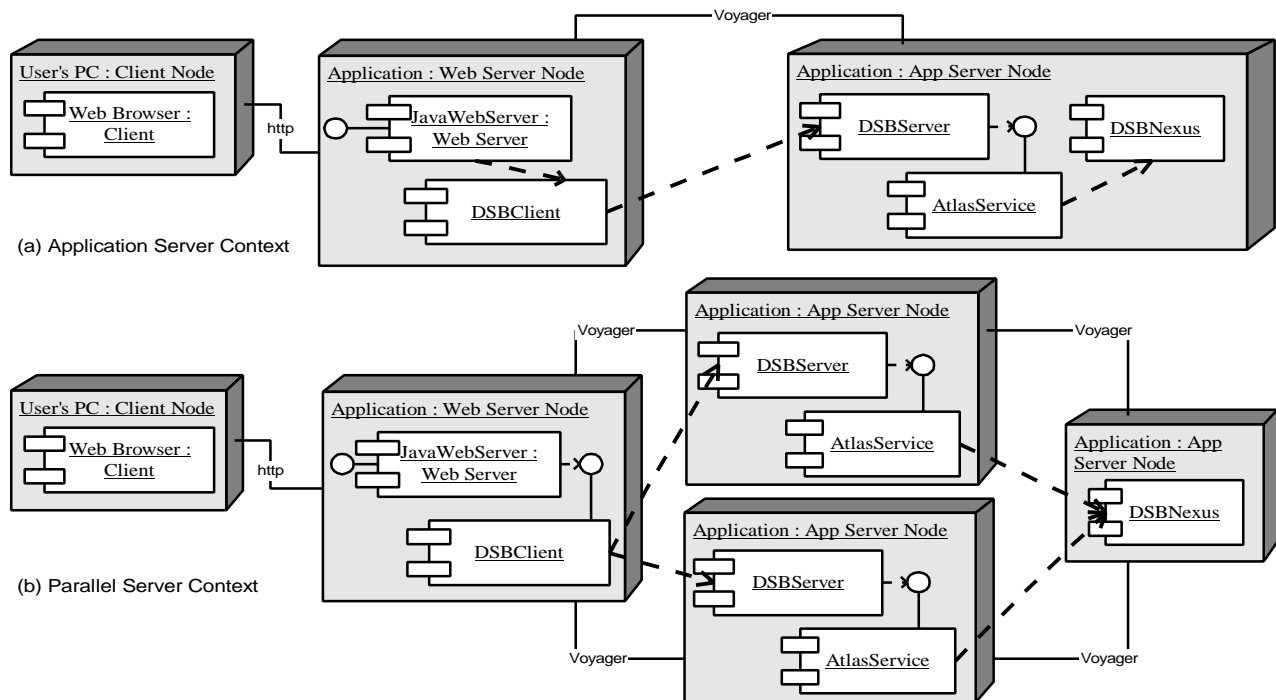 Voyager
User's PC : Client Node
Web Browser :
Client
http
Application : Web Server Node
JavaWebServer :
Web Server
DSBClient
Application : App Server Node
DSBServer
DSBNexus
AtlasService
(a) Application Server Context
User's PC : Client Node
Web Browser :
Client
http
Application : Web Server Node
JavaWebServer :
Web Server
DSBClient
Voyager
Application : App Server Node
DSBServer
AtlasService
Voyager
Application : App
Server Node
DSBNexus
(b) Parallel Server Context
Application : App Server Node
DSBServer
AtlasService
Voyager
Voyager